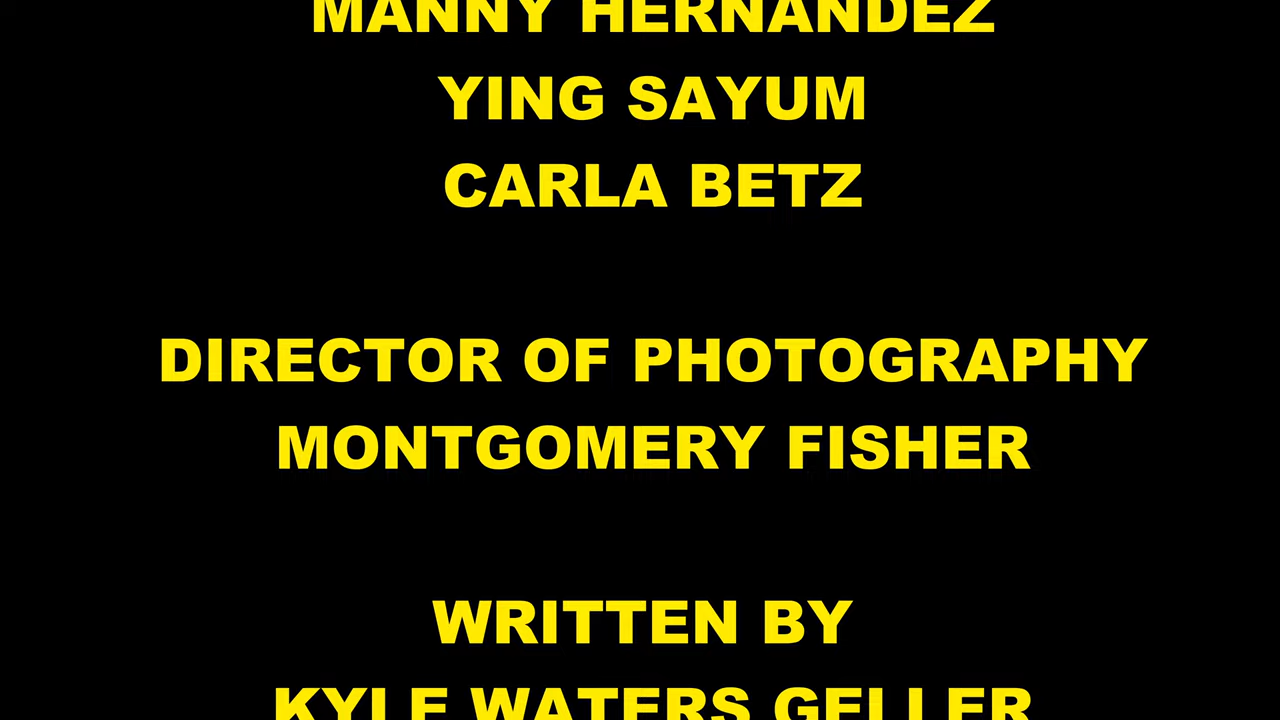 MANNY HERNANDEZ
YING SAYUM
CARLA BETZ
DIRECTOR OF PHOTOGRAPHY
MONTGOMERY FISHER
WRITTEN BY
KYLE WATERS GELLER